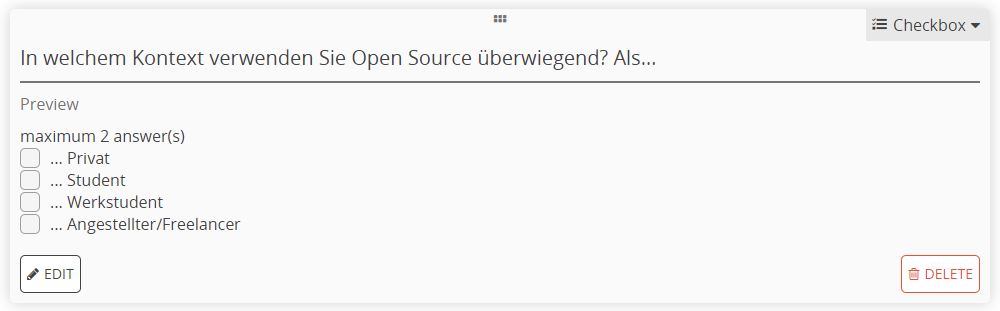 Checkbox
In welchem Kontext verwenden Sie Open Source überwiegend? Als...
Preview
maximum 2 answer(s)
... Privat
... Student
... Werkstudent
... Angestellter/Freelancer
EDIT
DELETE